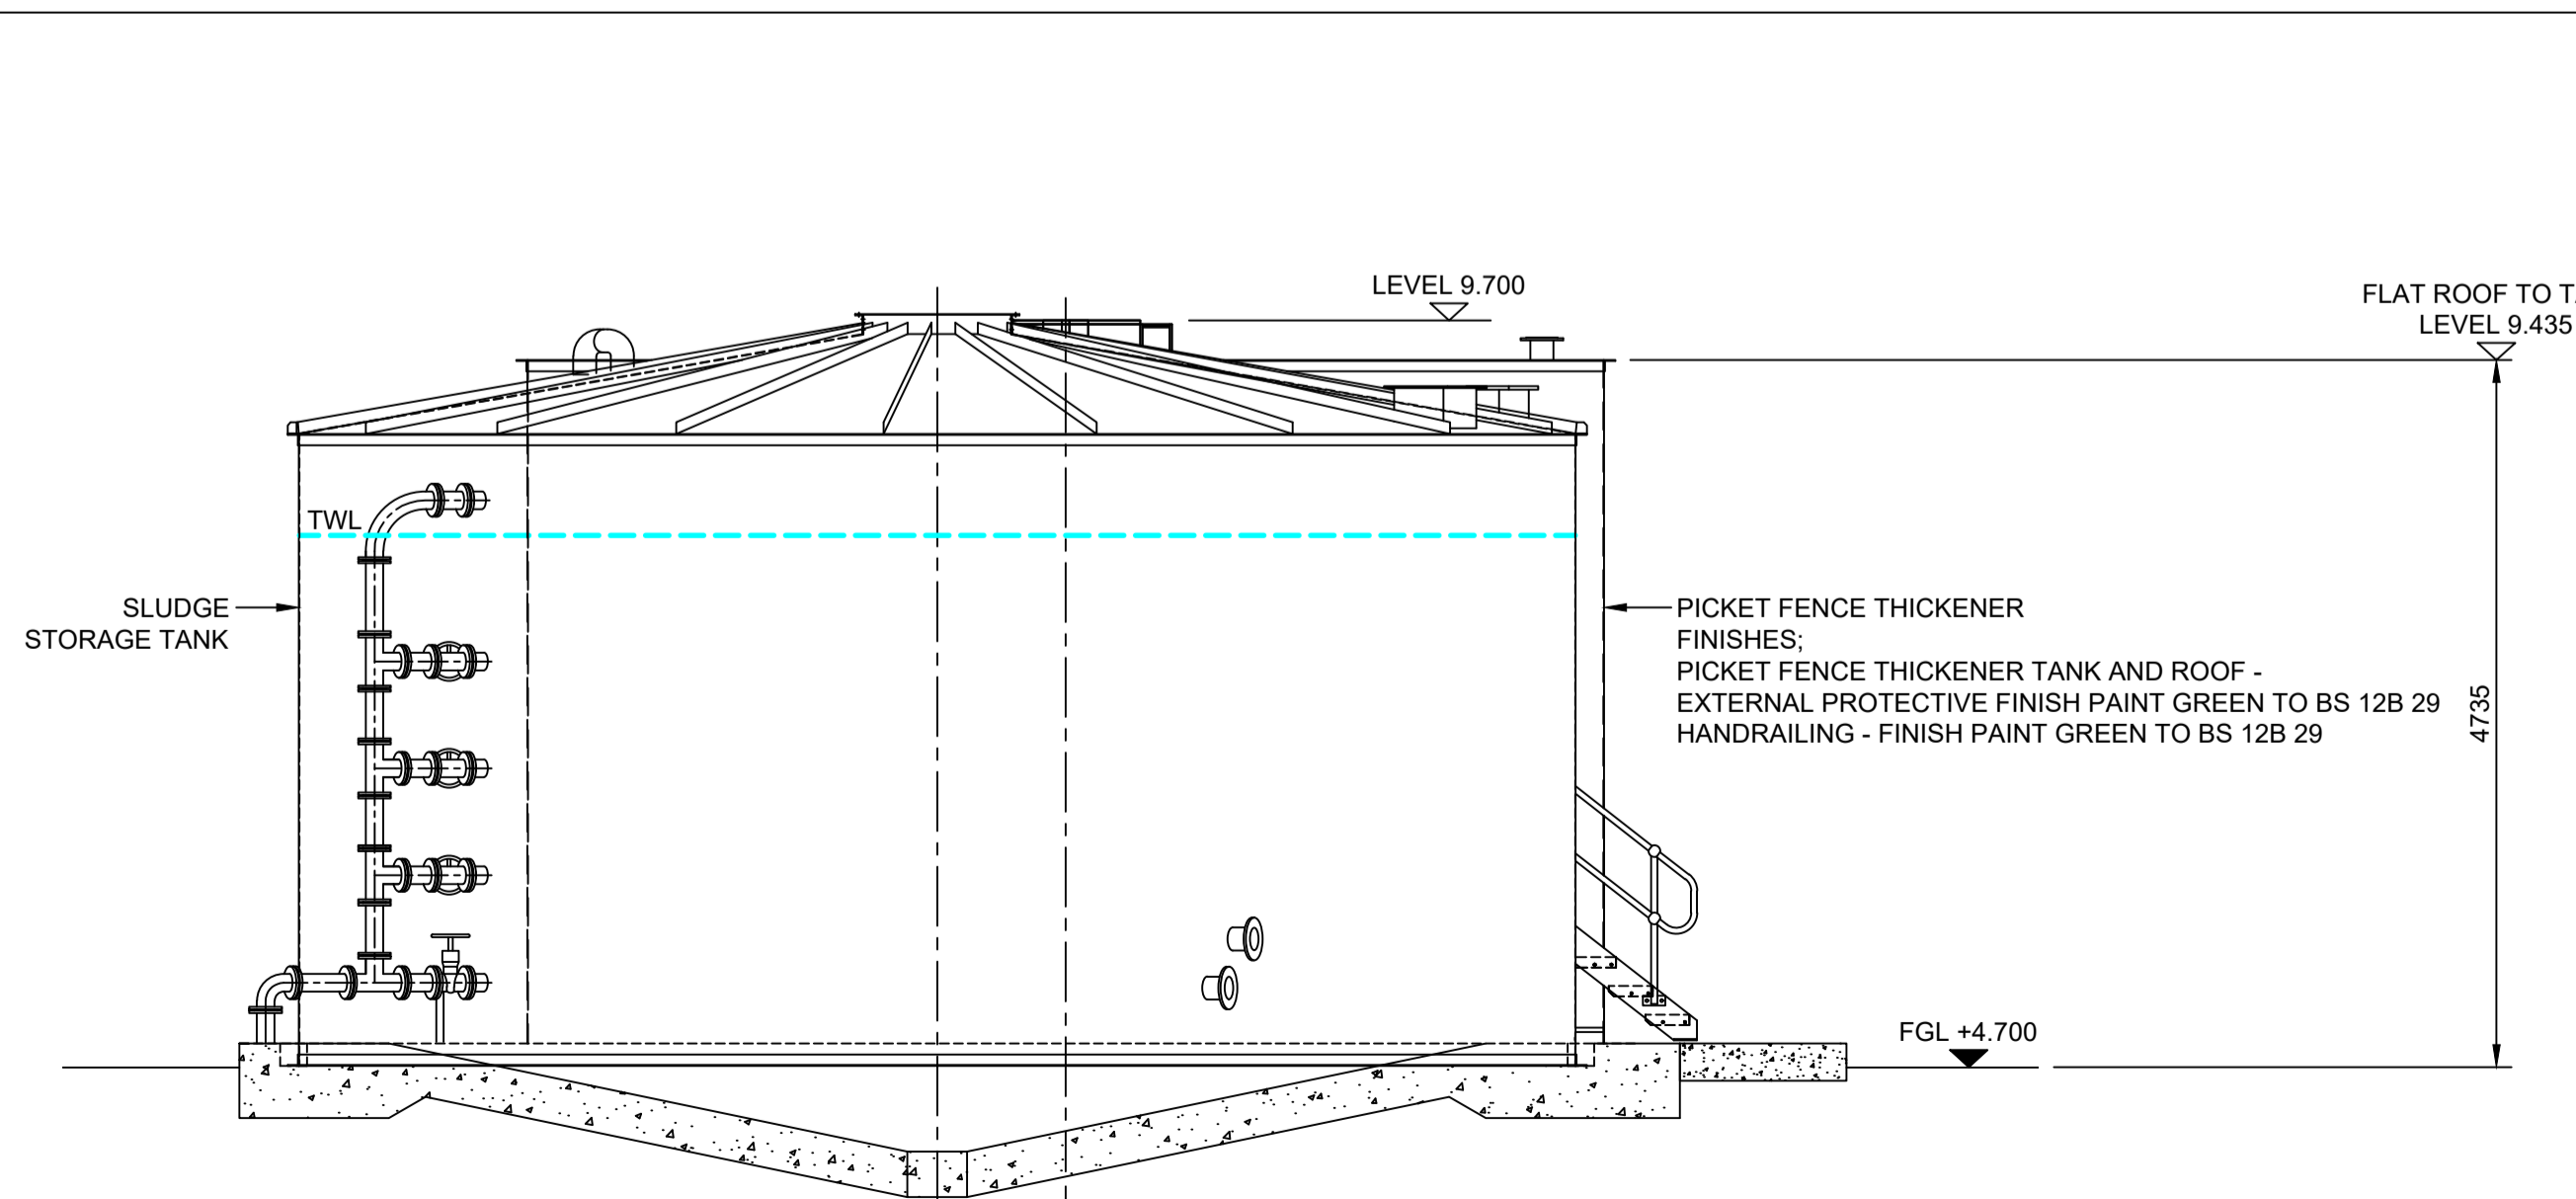 LEVEL 9.700
FLAT ROOF TO
LEVEL 9.435
TWL
SLUDGE
STORAGE TANK
PICKET FENCE THICKENER
FINISHES;
PICKET FENCE THICKENER TANK AND ROOF -
EXTERNAL PROTECTIVE FINISH PAINT GREEN TO BS 12B 29
HANDRAILING - FINISH PAINT GREEN TO BS 12B 29
4735
FGL +4.700